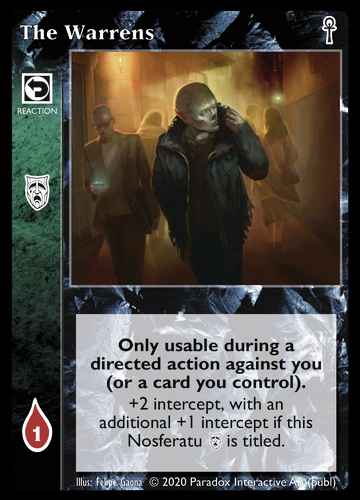 The Warrens
REACTION
Only usable during a
directed action against you
(or a card you control).
+2 intercept, with an
additional +1 intercept if this
Nosferatu is titled.
1
Illus: Felipe Gaona © 2020 Paradox Interactive AB (publ)